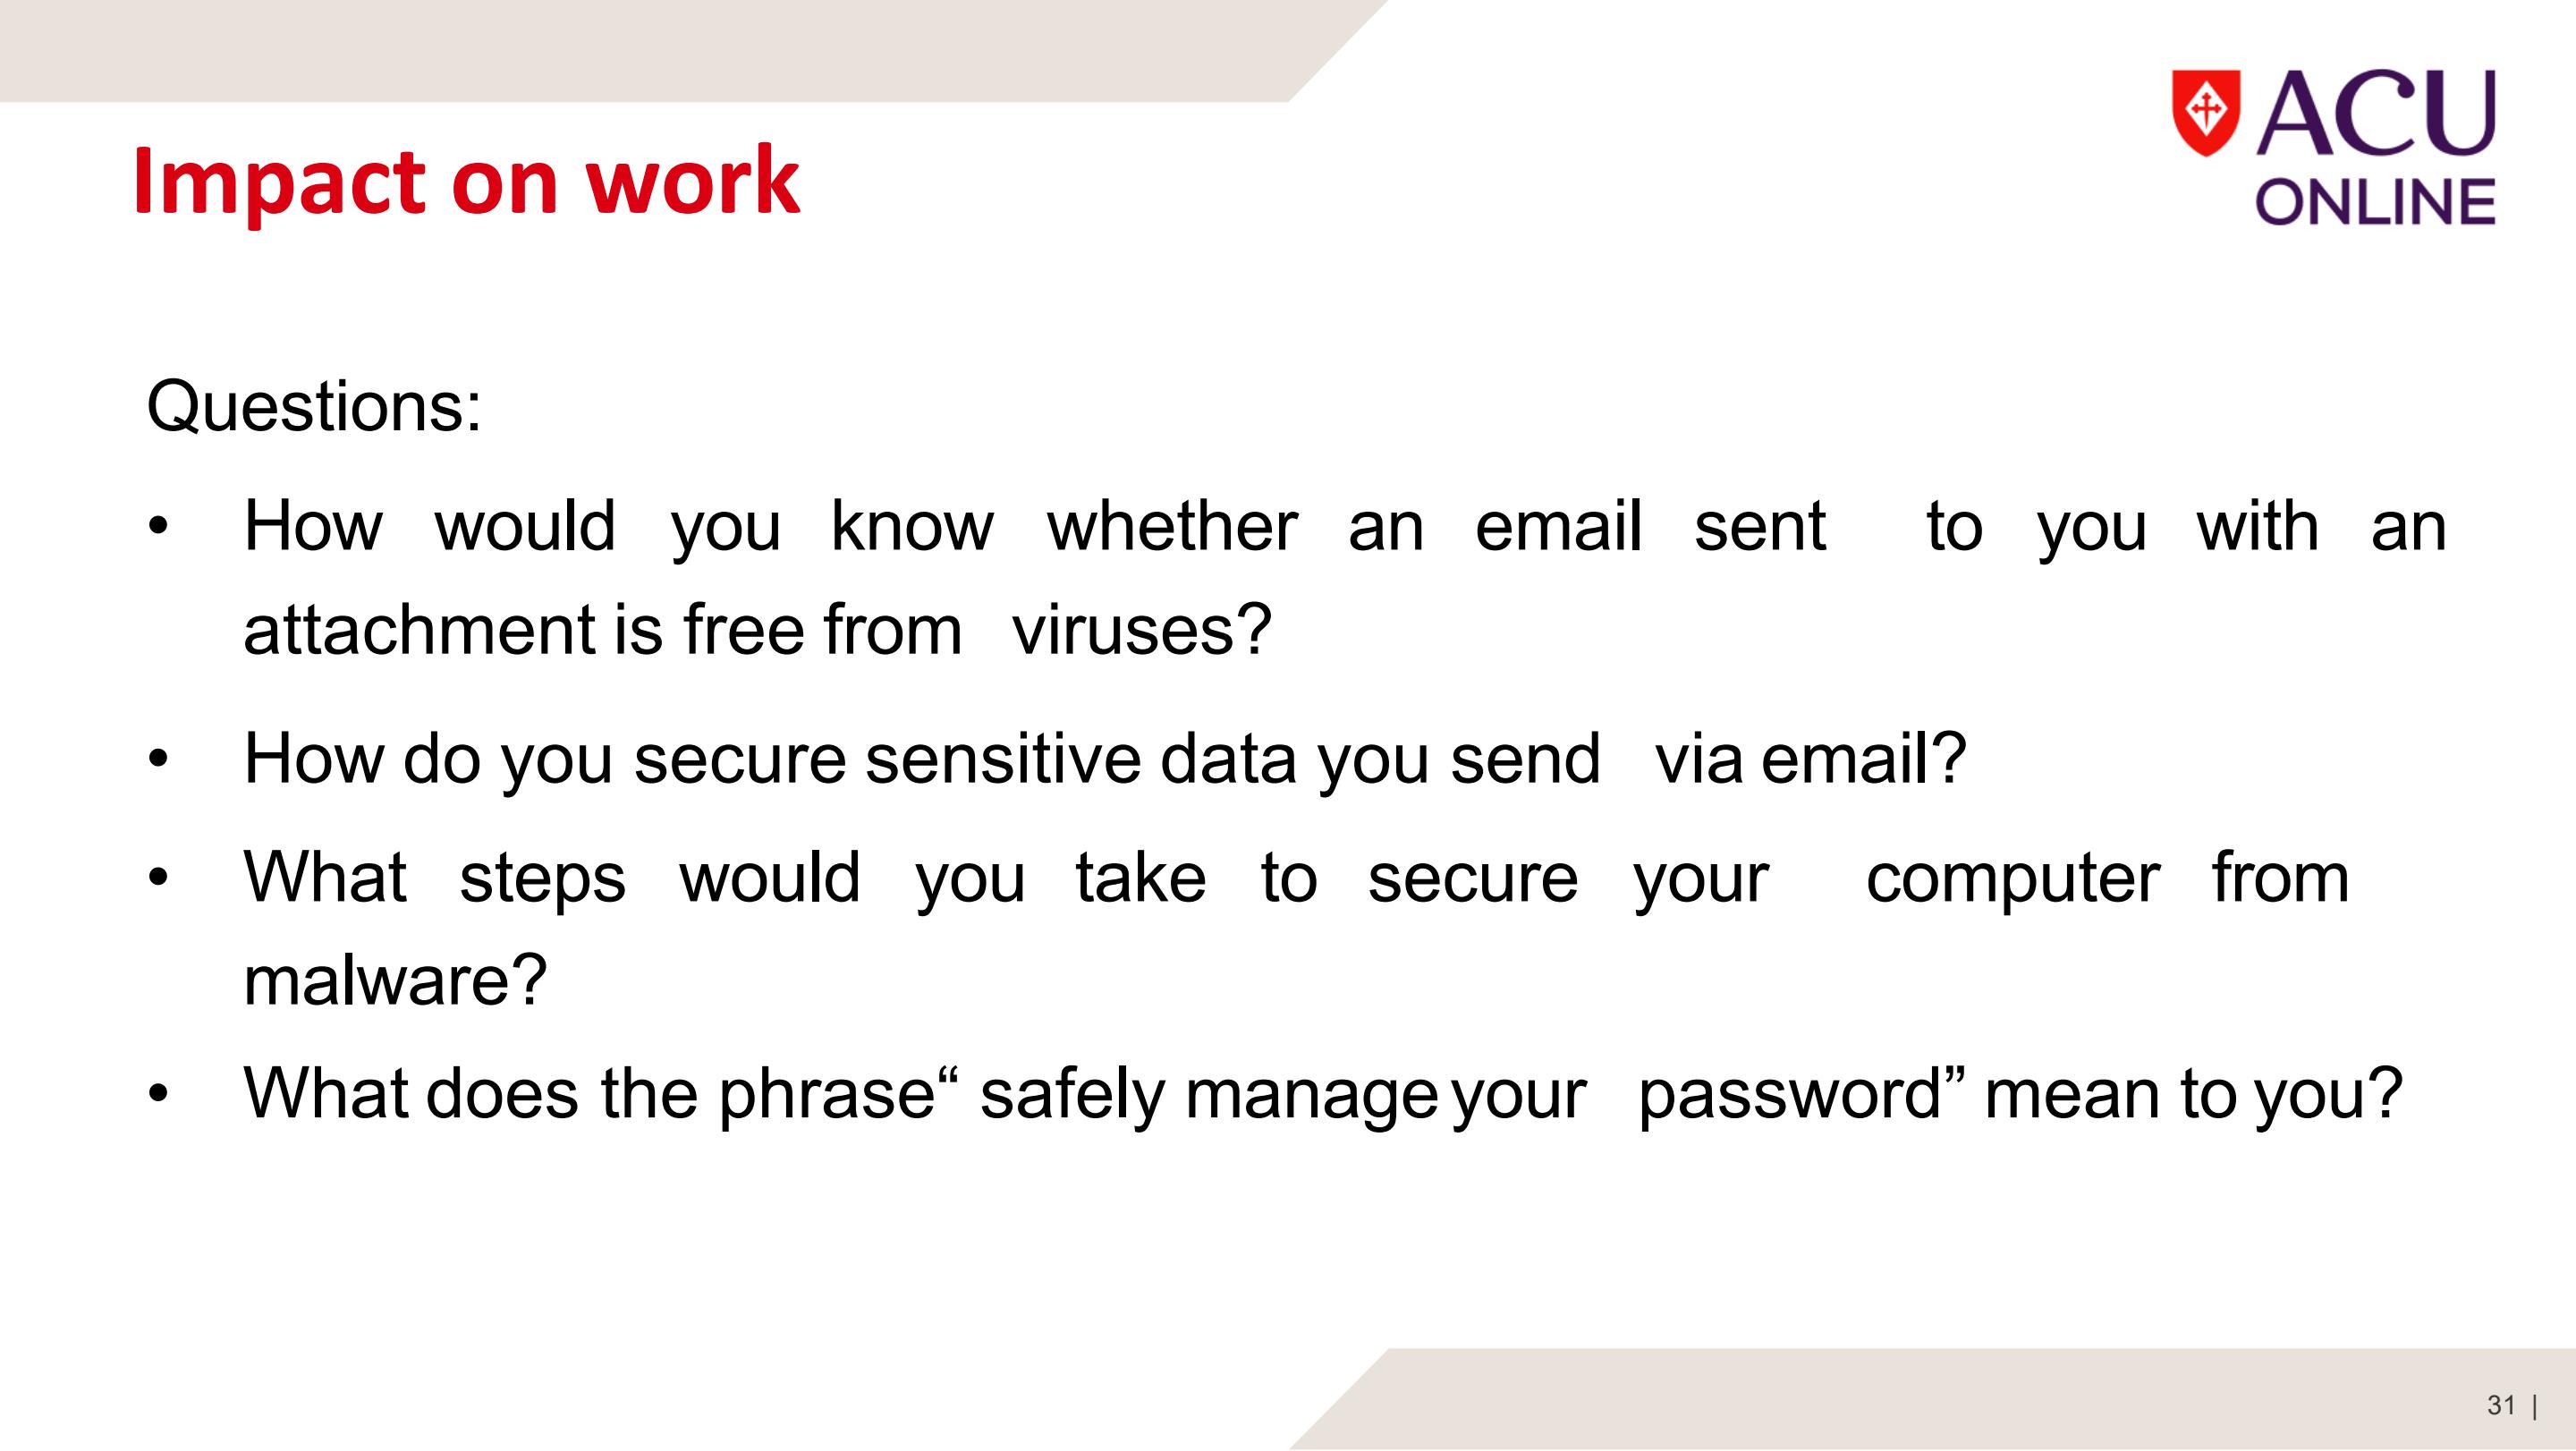 ACU
ONLINE
Impact on work
Questions:
• How would you know whether an email sent to you with an
attachment is free from viruses?
• How do you secure sensitive data you send via email?
• What steps would you take to secure your computer from
malware?
• What does the phrase“ safely manage your password” mean to you?
31 |